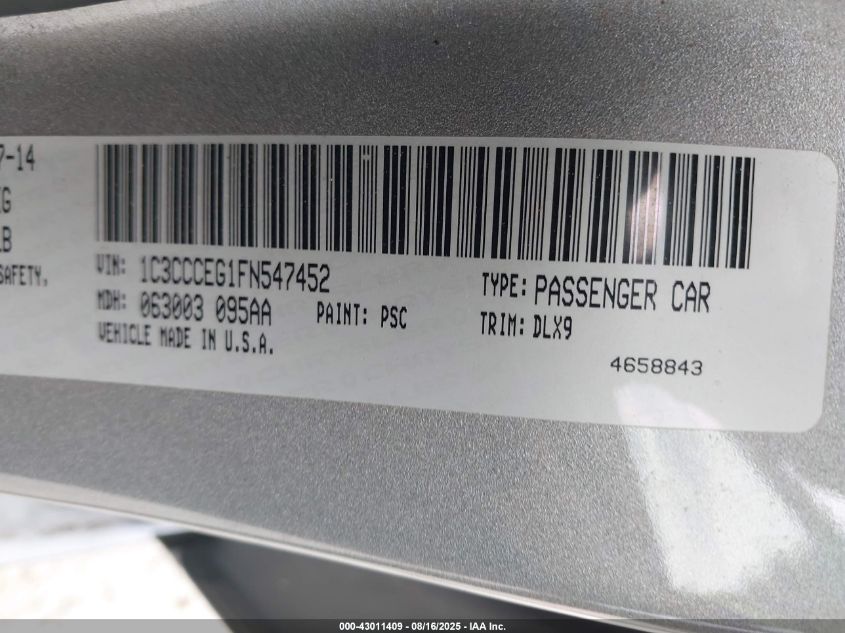 7-14
G
LB
SAFETY,
VIN: 1C3CCCEG1FN547452
TYPE: PASSENGER CAR
MDH: 063003 095AA
PAINT: PSC
TRIM: DLX9
VEHICLE MADE IN U.S.A.
4658843
000-43011409 - 08/16/2025 - IAA Inc.